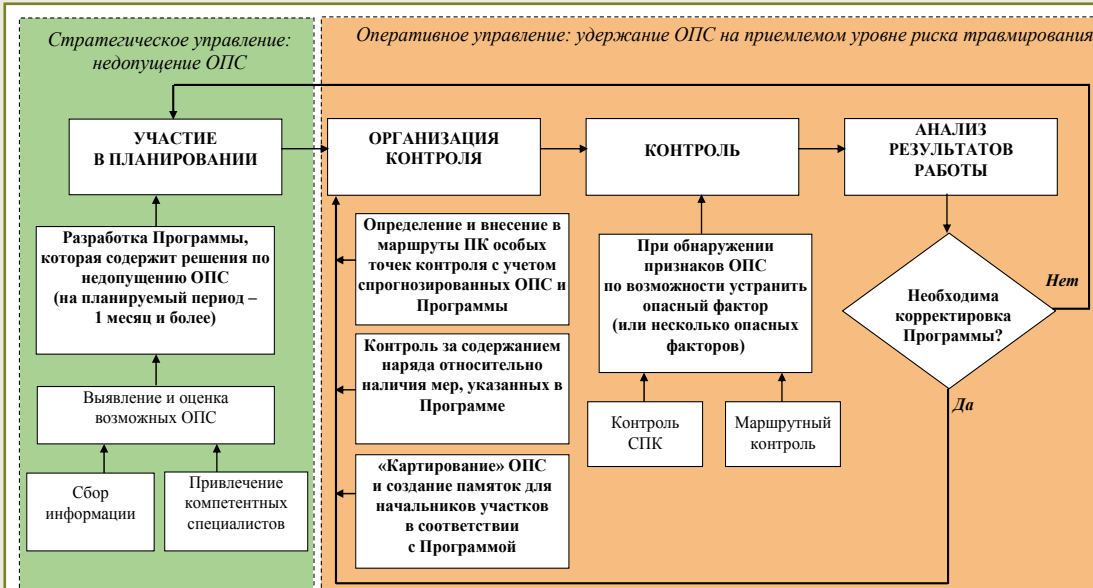 Стратегическое управление:
недопущение ОПС
Оперативное управление: удержание ОПС на приемлемом уровне риска травмирования
УЧАСТИЕ
В ПЛАНИРОВАНИИ
ОРГАНИЗАЦИЯ
КОНТРОЛЯ
КОНТРОЛЬ
АНАЛИЗ
РЕЗУЛЬТАТОВ
РАБОТЫ
Разработка Программы,
которая содержит решения по
недопущению ОПС
(на планируемый период –
1 месяц и более)
Выявление и оценка
возможных ОПС
Сбор
информации
Привлечение
компетентных
специалистов
Определение и внесение в
маршруты ПК особых
точек контроля с учетом
спрогнозированных ОПС и
Программы
Контроль за содержанием
наряда относительно
наличия мер, указанных в
Программе
«Картирование» ОПС
и создание памяток для
начальников участков
в соответствии
с Программой
При обнаружении
признаков ОПС
по возможности устранить
опасный фактор
(или несколько опасных
факторов)
Контроль
СПК
Маршрутный
контроль
Необходима
корректировка
Программы?
Нет
Да